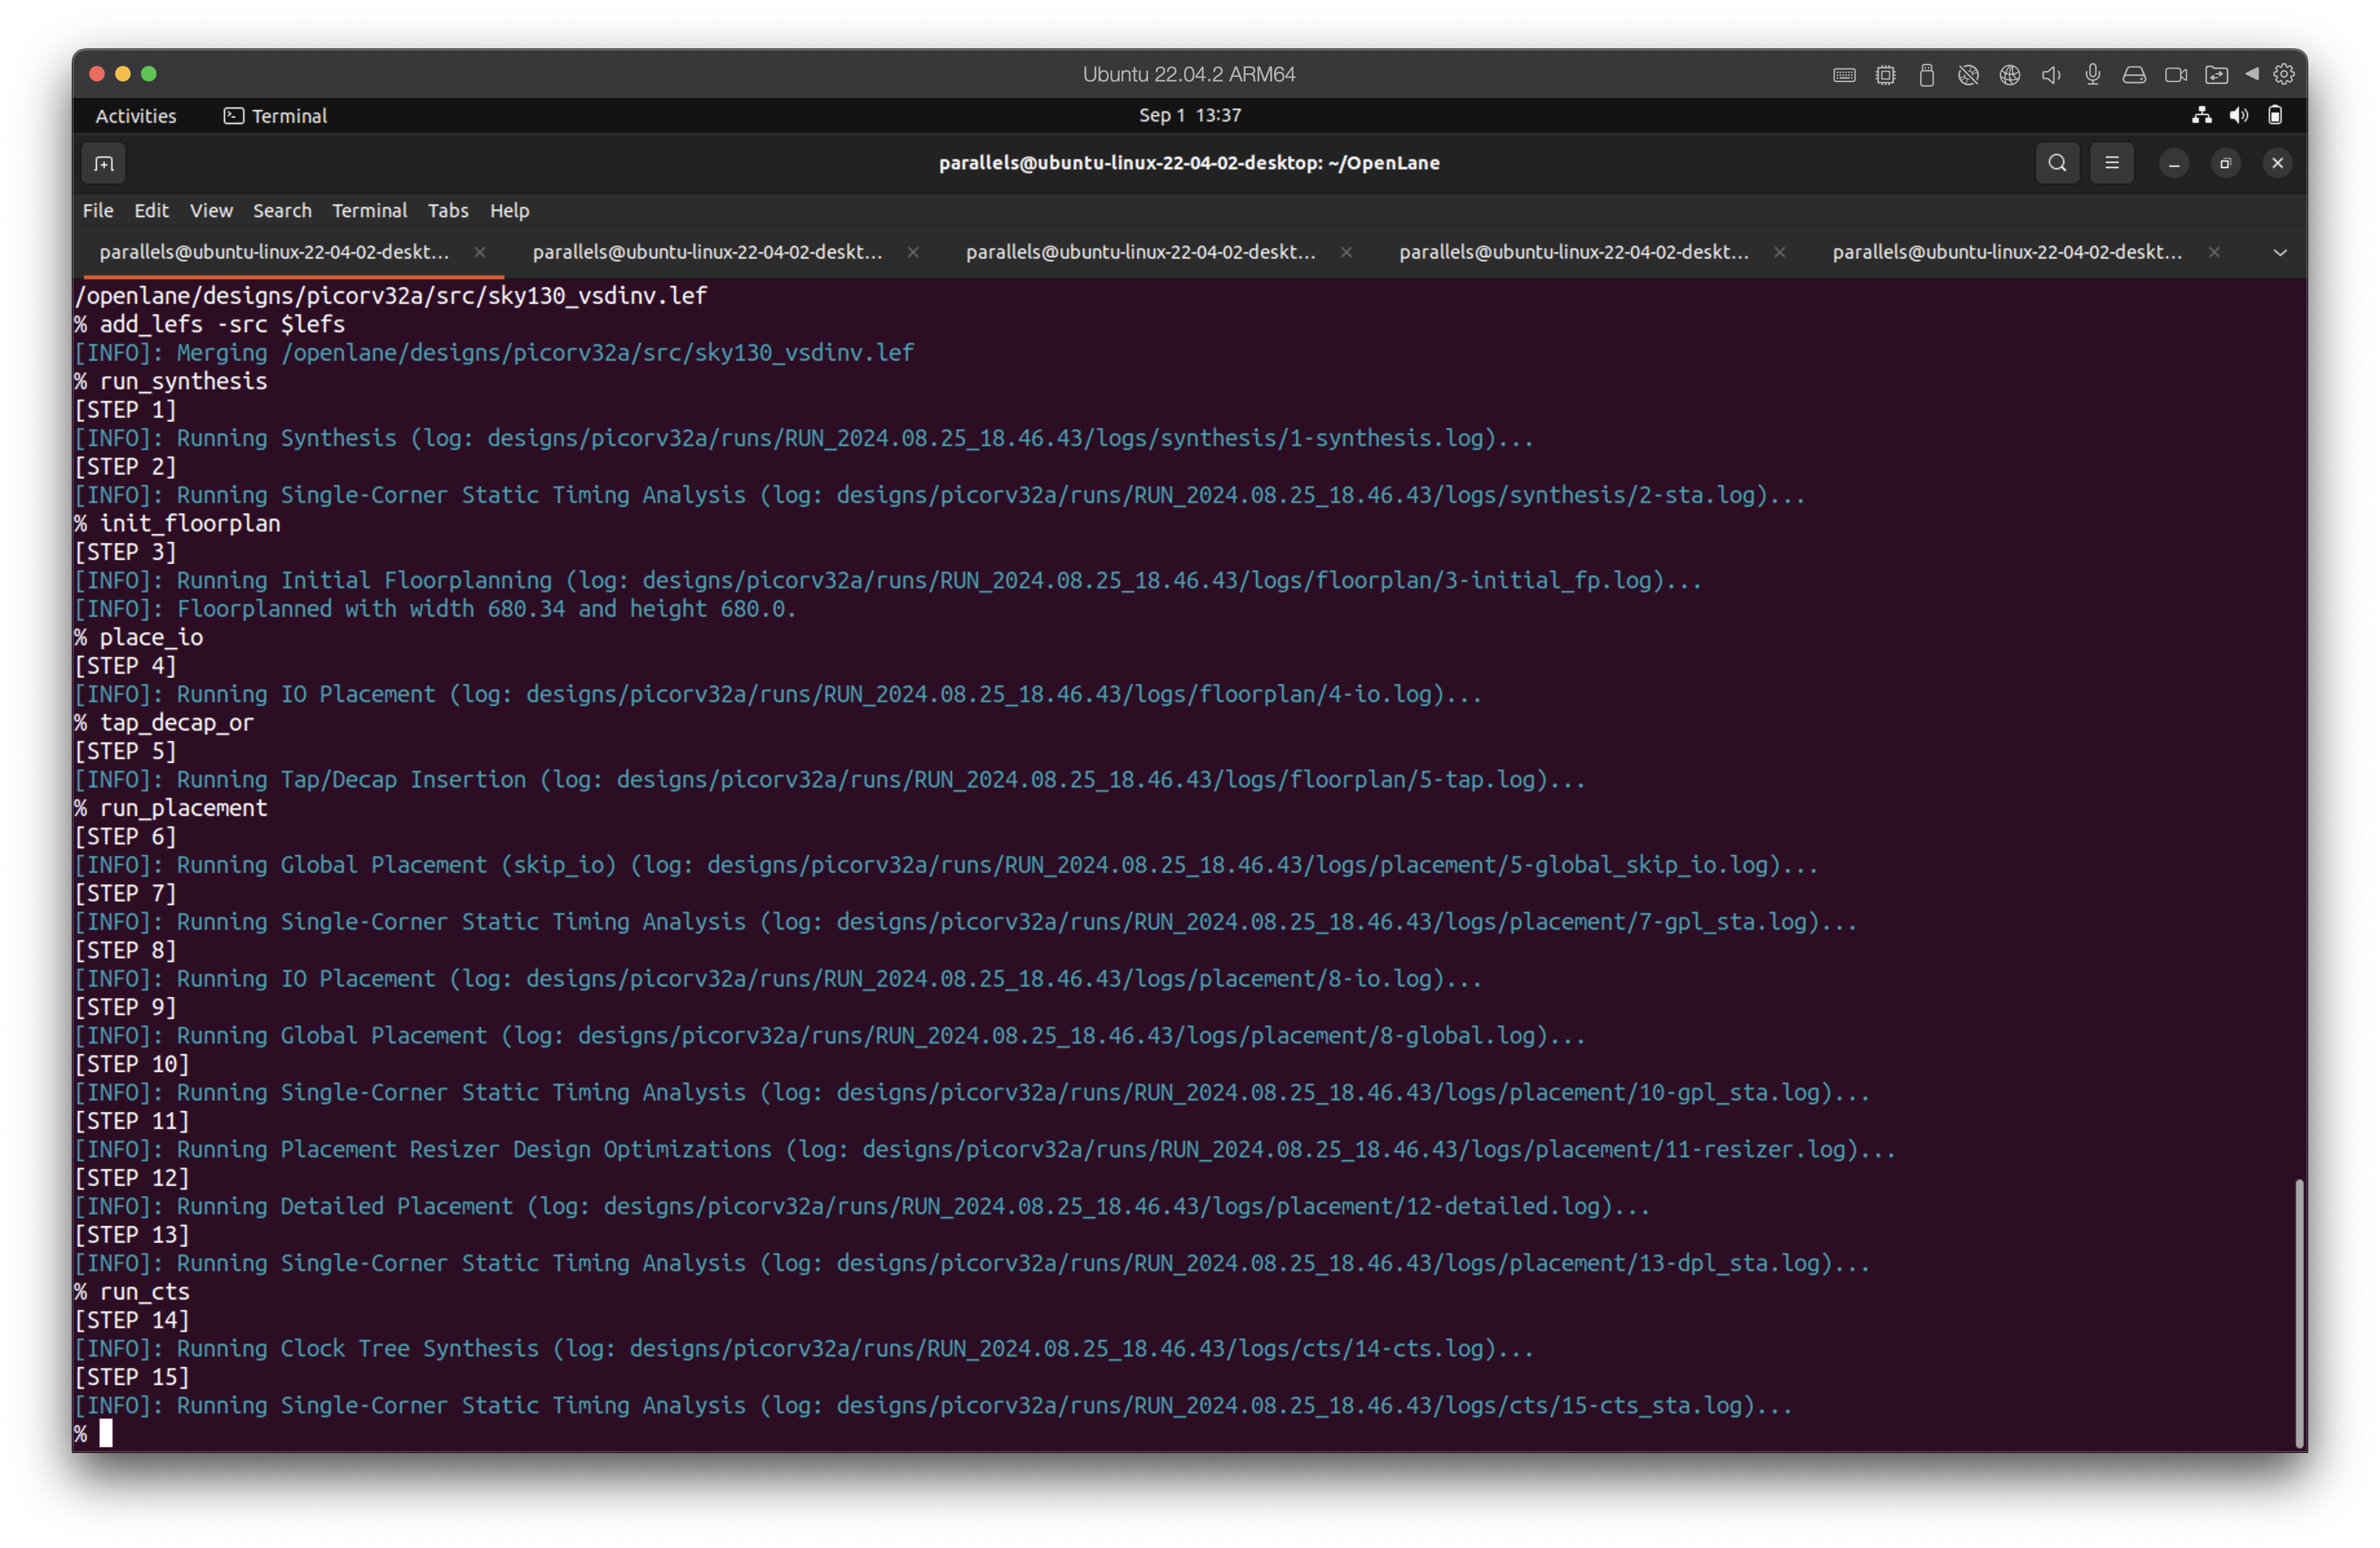 Ubuntu 22.04.2 ARM64
Activities Terminal Sep 1 13:37
parallels@ubuntu-linux-22-04-02-desktop: ~/OpenLane
File Edit View Search Terminal Tabs Help
parallels@ubuntu-linux-22-04-02-deskt... parallels@ubuntu-linux-22-04-02-deskt... parallels@ubuntu-linux-22-04-02-deskt... parallels@ubuntu-linux-22-04-02-deskt... parallels@ubuntu-linux-22-04-02-deskt...
/openlane/designs/picorv32a/src/sky130_vsdinv.lef
% add_lefs -src $lefs
[INFO]: Merging /openlane/designs/picorv32a/src/sky130_vsdinv.lef
% run_synthesis
[STEP 1]
[INFO]: Running Synthesis (log: designs/picorv32a/runs/RUN_2024.08.25_18.46.43/logs/synthesis/1-synthesis.log)...
[STEP 2]
[INFO]: Running Single-Corner Static Timing Analysis (log: designs/picorv32a/runs/RUN_2024.08.25_18.46.43/logs/synthesis/2-sta.log)...
% init_floorplan
[STEP 3]
[INFO]: Running Initial Floorplanning (log: designs/picorv32a/runs/RUN_2024.08.25_18.46.43/logs/floorplan/3-initial_fp.log)...
[INFO]: Floorplanned with width 680.34 and height 680.0.
% place_io
[STEP 4]
[INFO]: Running IO Placement (log: designs/picorv32a/runs/RUN_2024.08.25_18.46.43/logs/floorplan/4-io.log)...
% tap_decap_or
[STEP 5]
[INFO]: Running Tap/Decap Insertion (log: designs/picorv32a/runs/RUN_2024.08.25_18.46.43/logs/floorplan/5-tap.log)...
% run_placement
[STEP 6]
[INFO]: Running Global Placement (skip_io) (log: designs/picorv32a/runs/RUN_2024.08.25_18.46.43/logs/placement/5-global_skip_io.log)...
[STEP 7]
[INFO]: Running Single-Corner Static Timing Analysis (log: designs/picorv32a/runs/RUN_2024.08.25_18.46.43/logs/placement/7-gpl_sta.log)...
[STEP 8]
[INFO]: Running IO Placement (log: designs/picorv32a/runs/RUN_2024.08.25_18.46.43/logs/placement/8-io.log)...
[STEP 9]
[INFO]: Running Global Placement (log: designs/picorv32a/runs/RUN_2024.08.25_18.46.43/logs/placement/8-global.log)...
[STEP 10]
[INFO]: Running Single-Corner Static Timing Analysis (log: designs/picorv32a/runs/RUN_2024.08.25_18.46.43/logs/placement/10-gpl_sta.log)...
[STEP 11]
[INFO]: Running Placement Resizer Design Optimizations (log: designs/picorv32a/runs/RUN_2024.08.25_18.46.43/logs/placement/11-resizer.log)...
[STEP 12]
[INFO]: Running Detailed Placement (log: designs/picorv32a/runs/RUN_2024.08.25_18.46.43/logs/placement/12-detailed.log)...
[STEP 13]
[INFO]: Running Single-Corner Static Timing Analysis (log: designs/picorv32a/runs/RUN_2024.08.25_18.46.43/logs/placement/13-dpl_sta.log)...
% run_cts
[STEP 14]
[INFO]: Running Clock Tree Synthesis (log: designs/picorv32a/runs/RUN_2024.08.25_18.46.43/logs/cts/14-cts.log)...
[STEP 15]
[INFO]: Running Single-Corner Static Timing Analysis (log: designs/picorv32a/runs/RUN_2024.08.25_18.46.43/logs/cts/15-cts_sta.log)...
%